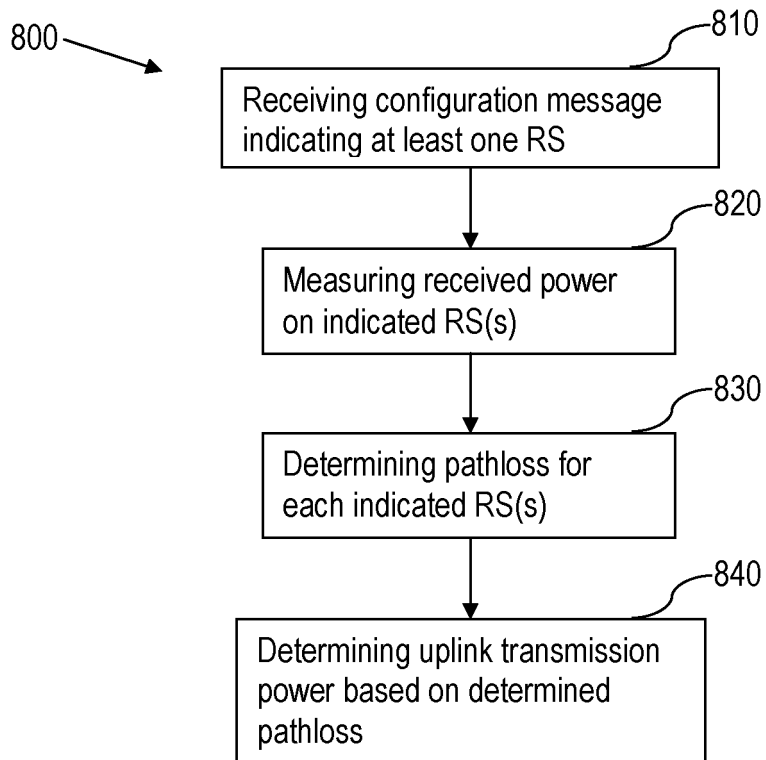 800
810
Receiving configuration message
indicating at least one RS
820
Measuring received power
on indicated RS(s)
830
Determining pathloss for
each indicated RS(s)
840
Determining uplink transmission
power based on determined
pathloss